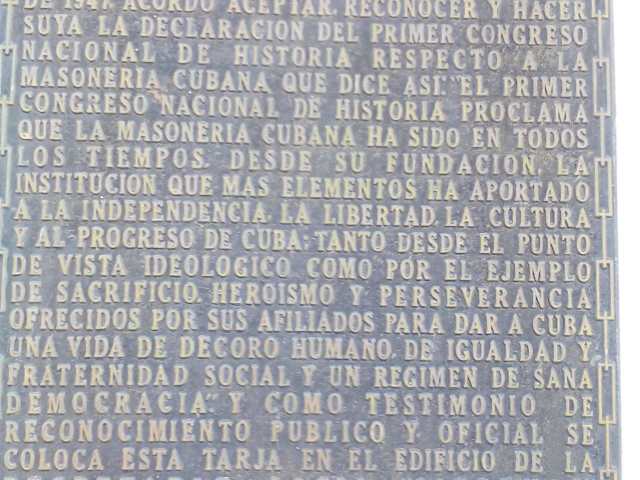 DE 1947. ACORDO ACEPTAR, RECONOCER Y HACER
SUYA LA DECLARACION DEL PRIMER CONGRESO
NACIONAL DE HISTORIA RESPECTO A LA
MASONERIA CUBANA QUE DICE ASI: "EL PRIMER
CONGRESO NACIONAL DE HISTORIA PROCLAMA
QUE LA MASONERIA CUBANA HA SIDO EN TODOS
LOS TIEMPOS, DESDE SU FUNDACION, LA
INSTITUCION QUE MAS ELEMENTOS HA APORTADO
A LA INDEPENDENCIA, LA LIBERTAD, LA CULTURA
Y AL PROGRESO DE CUBA; TANTO DESDE EL PUNTO
DE VISTA IDEOLOGICO COMO POR EL EJEMPLO
DE SACRIFICIO, HEROISMO Y PERSEVERANCIA
OFRECIDOS POR SUS AFILIADOS PARA DAR A CUBA
UNA VIDA DE DECORO HUMANO, DE IGUALDAD Y
FRATERNIDAD SOCIAL Y UN REGIMEN DE SANA
DEMOCRACIA". Y COMO TESTIMONIO DE
RECONOCIMIENTO PUBLICO Y OFICIAL SE
COLOCA ESTA TARJA EN EL EDIFICIO DE LA